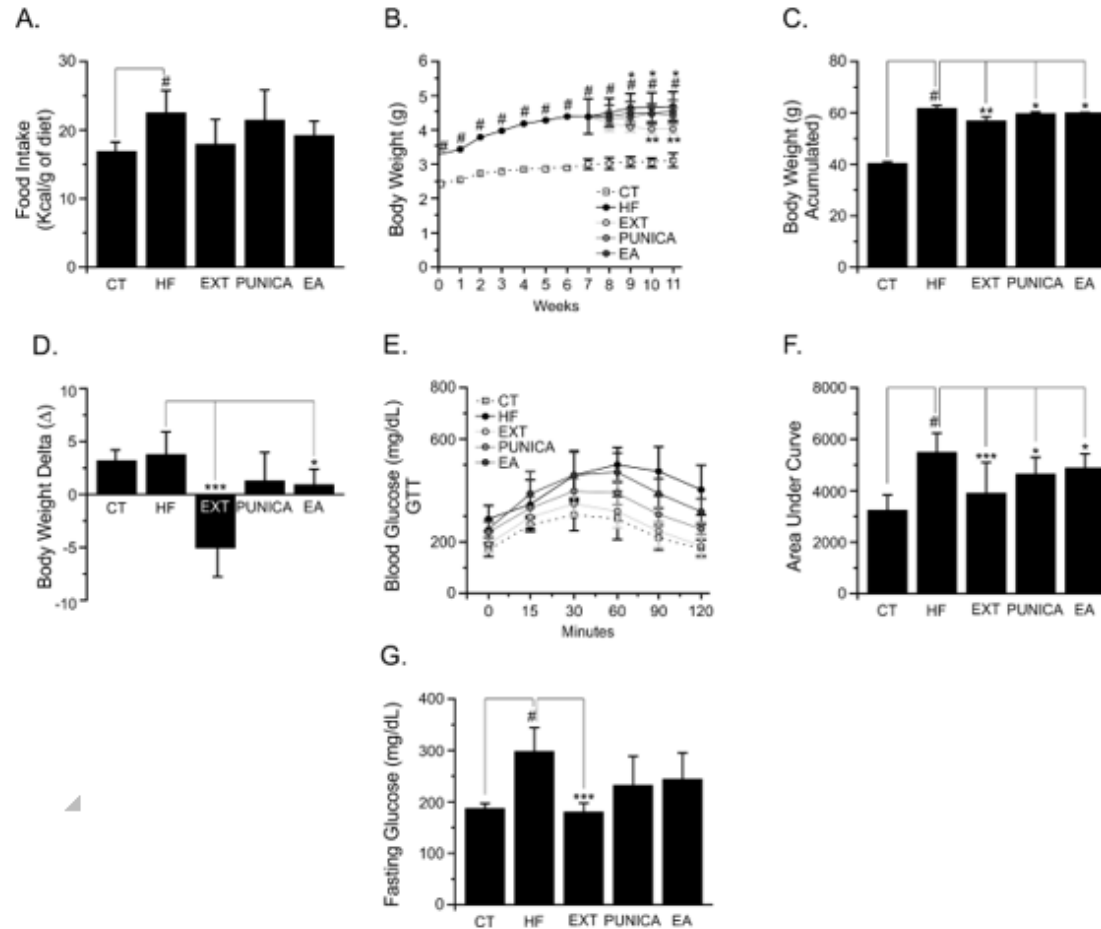 A.
Food Intake
(Kcal/g of diet)
30
20
10
0
#
CT HF EXT PUNICA EA
B.
Body Weight (g)
6
5
4
3
2
1
0
# # # # # # # # # # # #
* * *
** **
CT
HF
EXT
PUNICA
EA
0 1 2 3 4 5 6 7 8 9 10 11
Weeks
C.
Body Weight (g)
Acumulated
80
60
40
20
0
# ** * *
CT HF EXT PUNICA EA
D.
Body Weight Delta (Δ)
10
5
0
-5
-10
*** *
CT HF EXT PUNICA EA
E.
Blood Glucose (mg/dL)
GTT
800
600
400
200
0
CT
HF
EXT
PUNICA
EA
0 15 30 60 90 120
Minutes
F.
Area Under Curve
8000
6000
4000
2000
0
# *** * *
CT HF EXT PUNICA EA
G.
Fasting Glucose (mg/dL)
400
300
200
100
0
# ***
CT HF EXT PUNICA EA